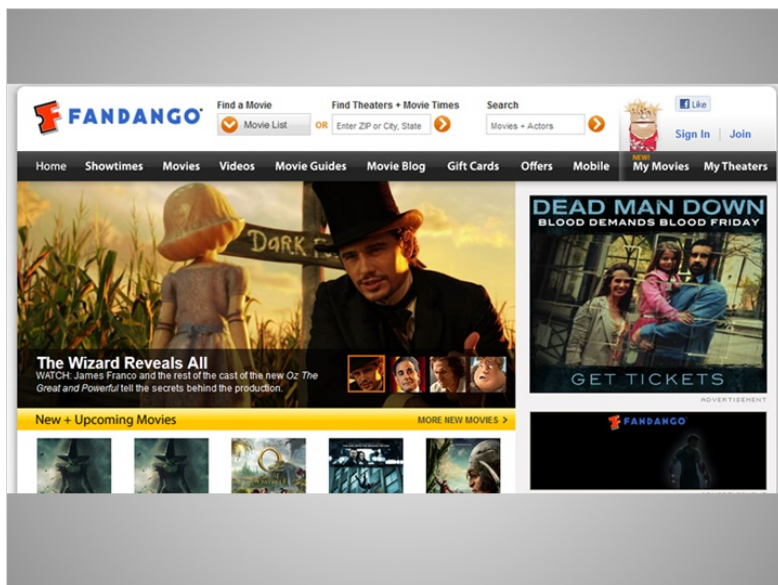 FANDANGO
Find a Movie
Movie List
OR
Find Theaters + Movie Times
Enter ZIP or City, State
Search
Movies + Actors
Like
Sign In | Join
Home Showtimes Movies Videos Movie Guides Movie Blog Gift Cards Offers Mobile
NEW!
My Movies My Theaters
DARK
The Wizard Reveals All
WATCH: James Franco and the rest of the cast of the new Oz The
Great and Powerful tell the secrets behind the production.
DEAD MAN DOWN
BLOOD DEMANDS BLOOD FRIDAY
GET TICKETS
ADVERTISEMENT
New + Upcoming Movies
MORE NEW MOVIES >
FANDANGO